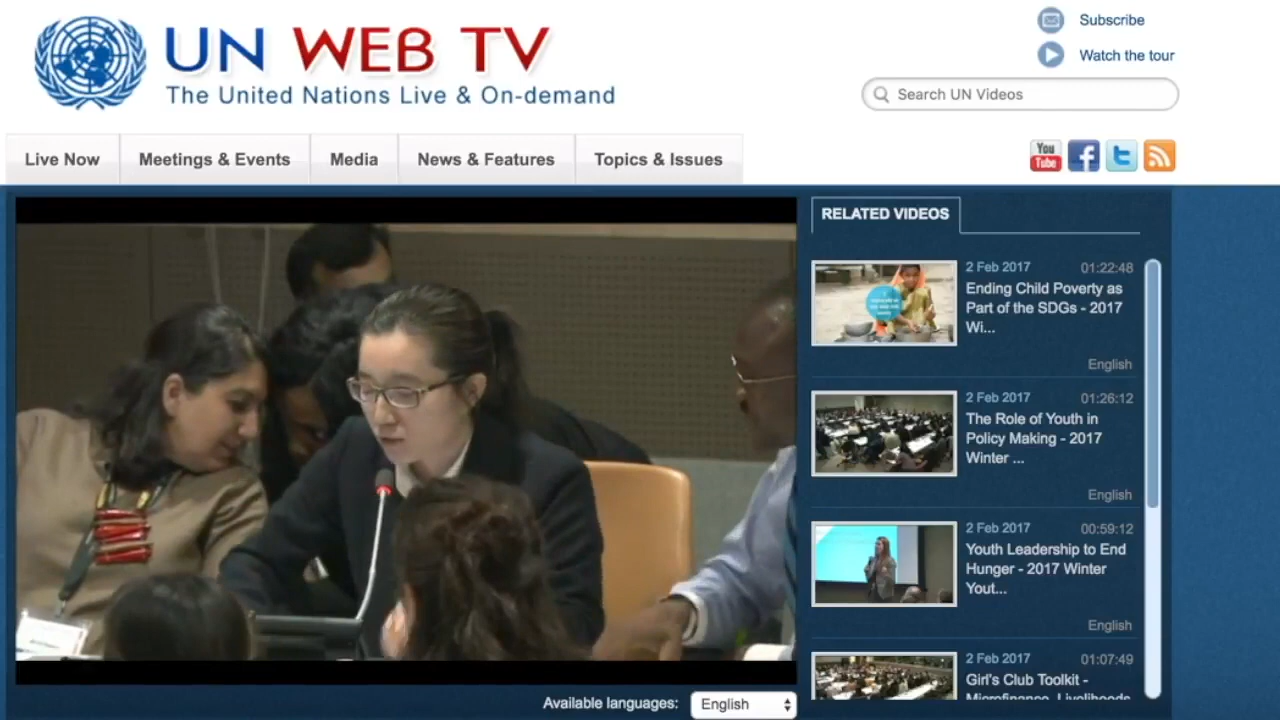 UN WEB TV
The United Nations Live & On-demand
Subscribe
Watch the tour
Search UN Videos
Live Now
Meetings & Events
Media
News & Features
Topics & Issues
You
Tube
RELATED VIDEOS
2 Feb 2017
01:22:48
Ending Child Poverty as
Part of the SDGs - 2017
Wi...
English
2 Feb 2017
01:26:12
The Role of Youth in
Policy Making - 2017
Winter ...
English
2 Feb 2017
00:59:12
Youth Leadership to End
Hunger - 2017 Winter
Yout...
English
2 Feb 2017
01:07:49
Girl's Club Toolkit -
Microfinance, Livelihoods
Available languages:
English